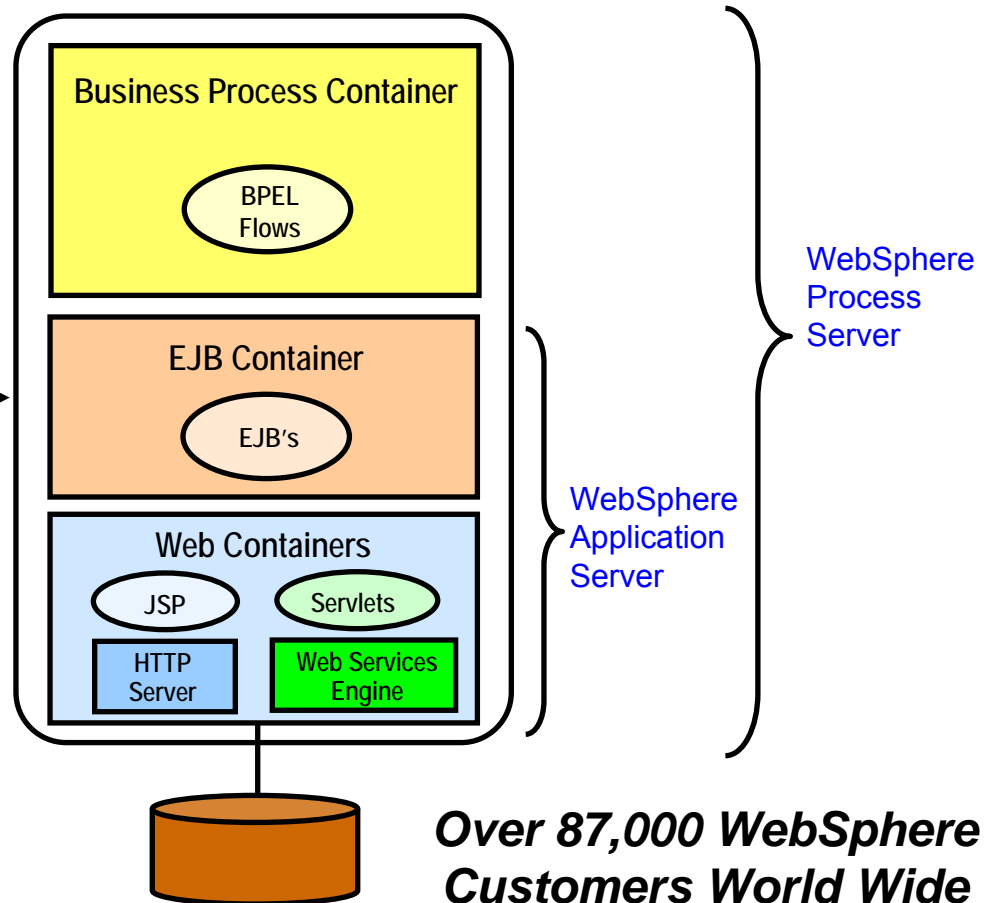 Business Process Container
BPEL
Flows
EJB Container
EJB's
Web Containers
JSP
Servlets
HTTP
Server
Web Services
Engine
WebSphere
Application
Server
WebSphere
Process
Server
Over 87,000 WebSphere
Customers World Wide